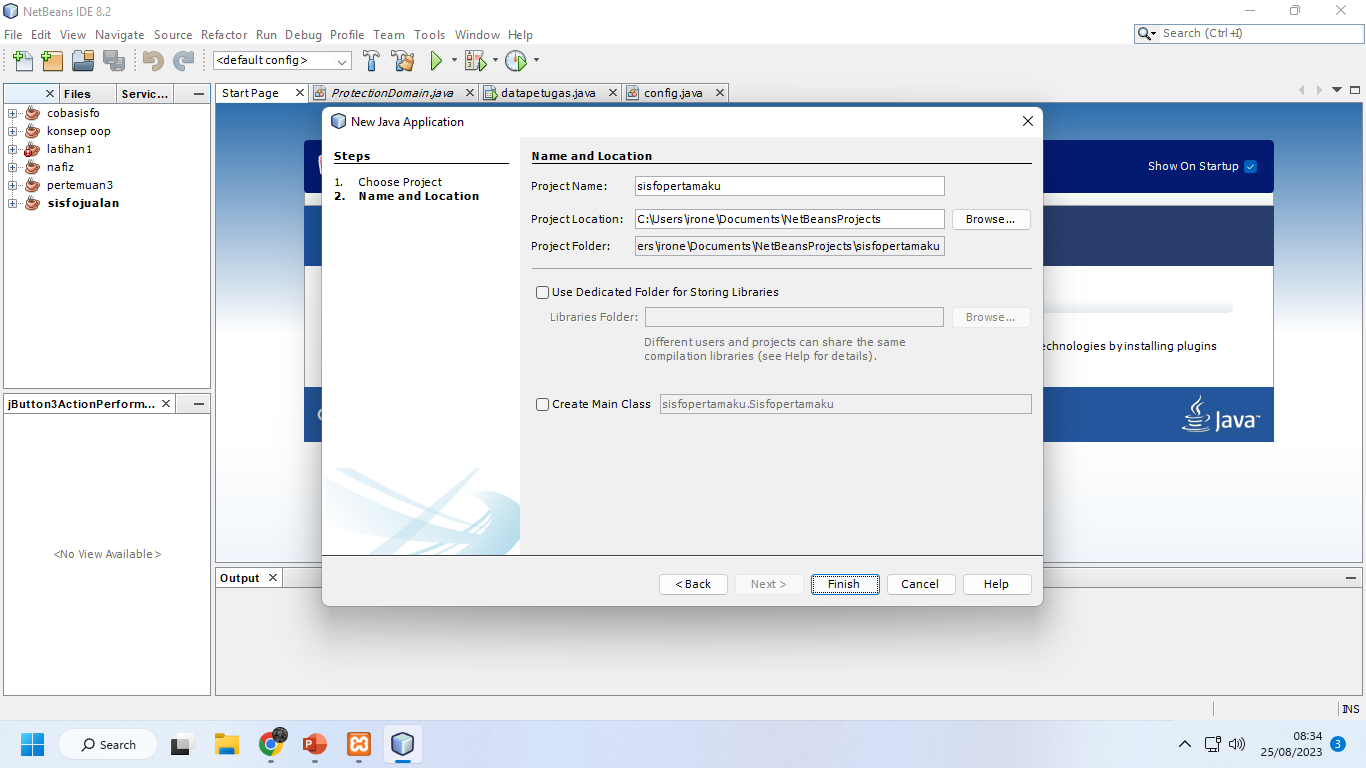 NetBeans IDE 8.2
File Edit View Navigate Source Refactor Run Debug Profile Team Tools Window Help
Search (Ctrl+I)
<default config>
Files
Servic...
Start Page
ProtectionDomain.java
datapetugas.java
config.java
cobasisfo
konsep oop
latihan1
nafiz
pertemuan3
sisfojualan
jButton3ActionPerform...
<No View Available>
Show On Startup
echnologies by installing plugins
Java™
New Java Application
Steps
1. Choose Project
2. Name and Location
Name and Location
Project Name: sisfopertamaku
Project Location: C:\Users\irone\Documents\NetBeansProjects Browse...
Project Folder: ers\irone\Documents\NetBeansProjects\sisfopertamaku
Use Dedicated Folder for Storing Libraries
Libraries Folder: Browse...
Different users and projects can share the same
compilation libraries (see Help for details).
Create Main Class sisfopertamaku.Sisfopertamaku
< Back Next > Finish Cancel Help
Output
INS
Search
08:34
25/08/2023
3